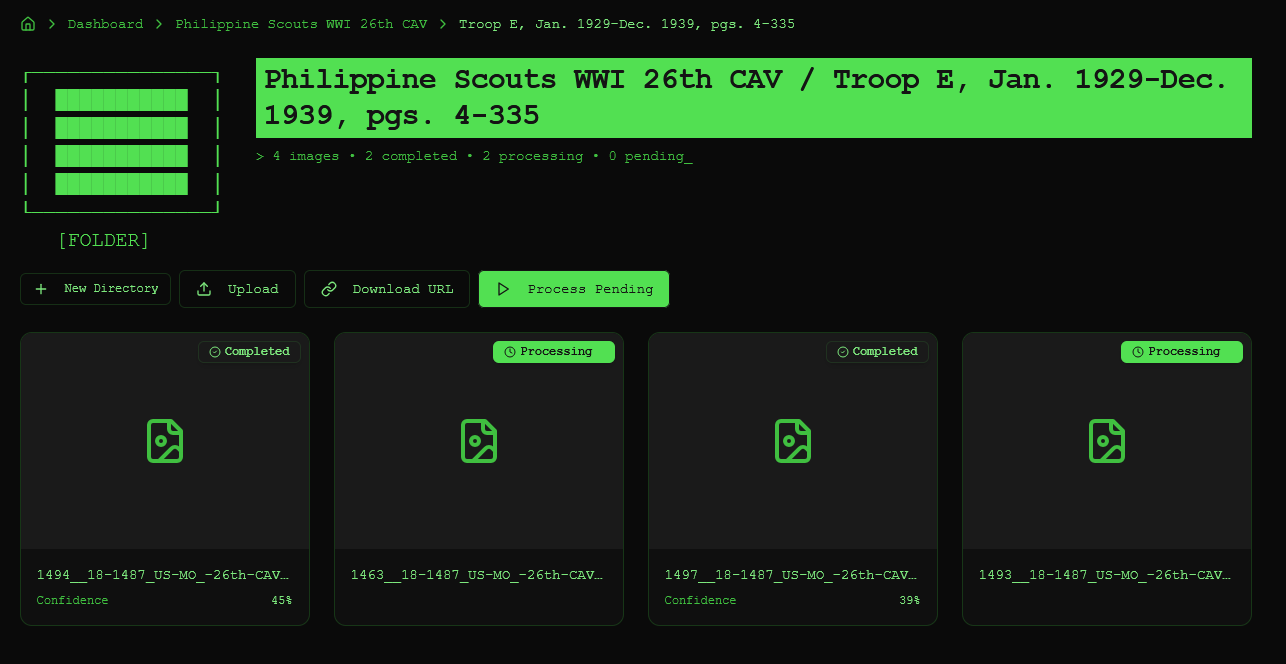 Dashboard Philippine Scouts WWI 26th CAV Troop E, Jan. 1929-Dec. 1939, pgs. 4-335
Philippine Scouts WWI 26th CAV / Troop E, Jan. 1929-Dec.
1939, pgs. 4-335
> 4 images • 2 completed • 2 processing • 0 pending_
[FOLDER]
New Directory Upload Download URL Process Pending
Completed Processing Completed Processing
1494__18-1487_US-MO_-26th-CAV… 1463__18-1487_US-MO_-26th-CAV… 1497__18-1487_US-MO_-26th-CAV… 1493__18-1487_US-MO_-26th-CAV…
Confidence 45% Confidence 39%